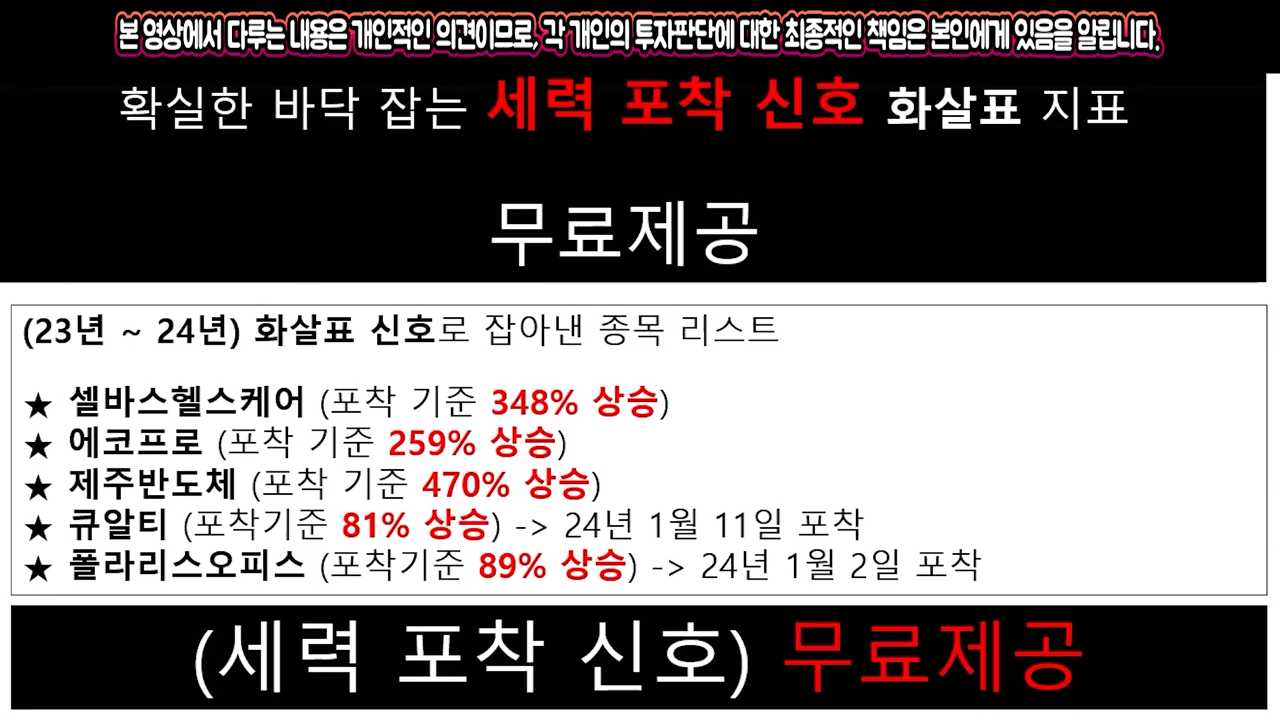 본 영상에서 다루는 내용은 개인적인 의견이므로, 각 개인의 투자판단에 대한 최종적인 책임은 본인에게 있음을 알립니다.
확실한 바닥 잡는 세력 포착 신호 화살표 지표
무료제공
(23년 ~ 24년) 화살표 신호로 잡아낸 종목 리스트
★ 셀바스헬스케어 (포착 기준 348% 상승)
★ 에코프로 (포착 기준 259% 상승)
★ 제주반도체 (포착 기준 470% 상승)
★ 큐알티 (포착기준 81% 상승) -> 24년 1월 11일 포착
★ 폴라리스오피스 (포착기준 89% 상승) -> 24년 1월 2일 포착
(세력 포착 신호) 무료제공